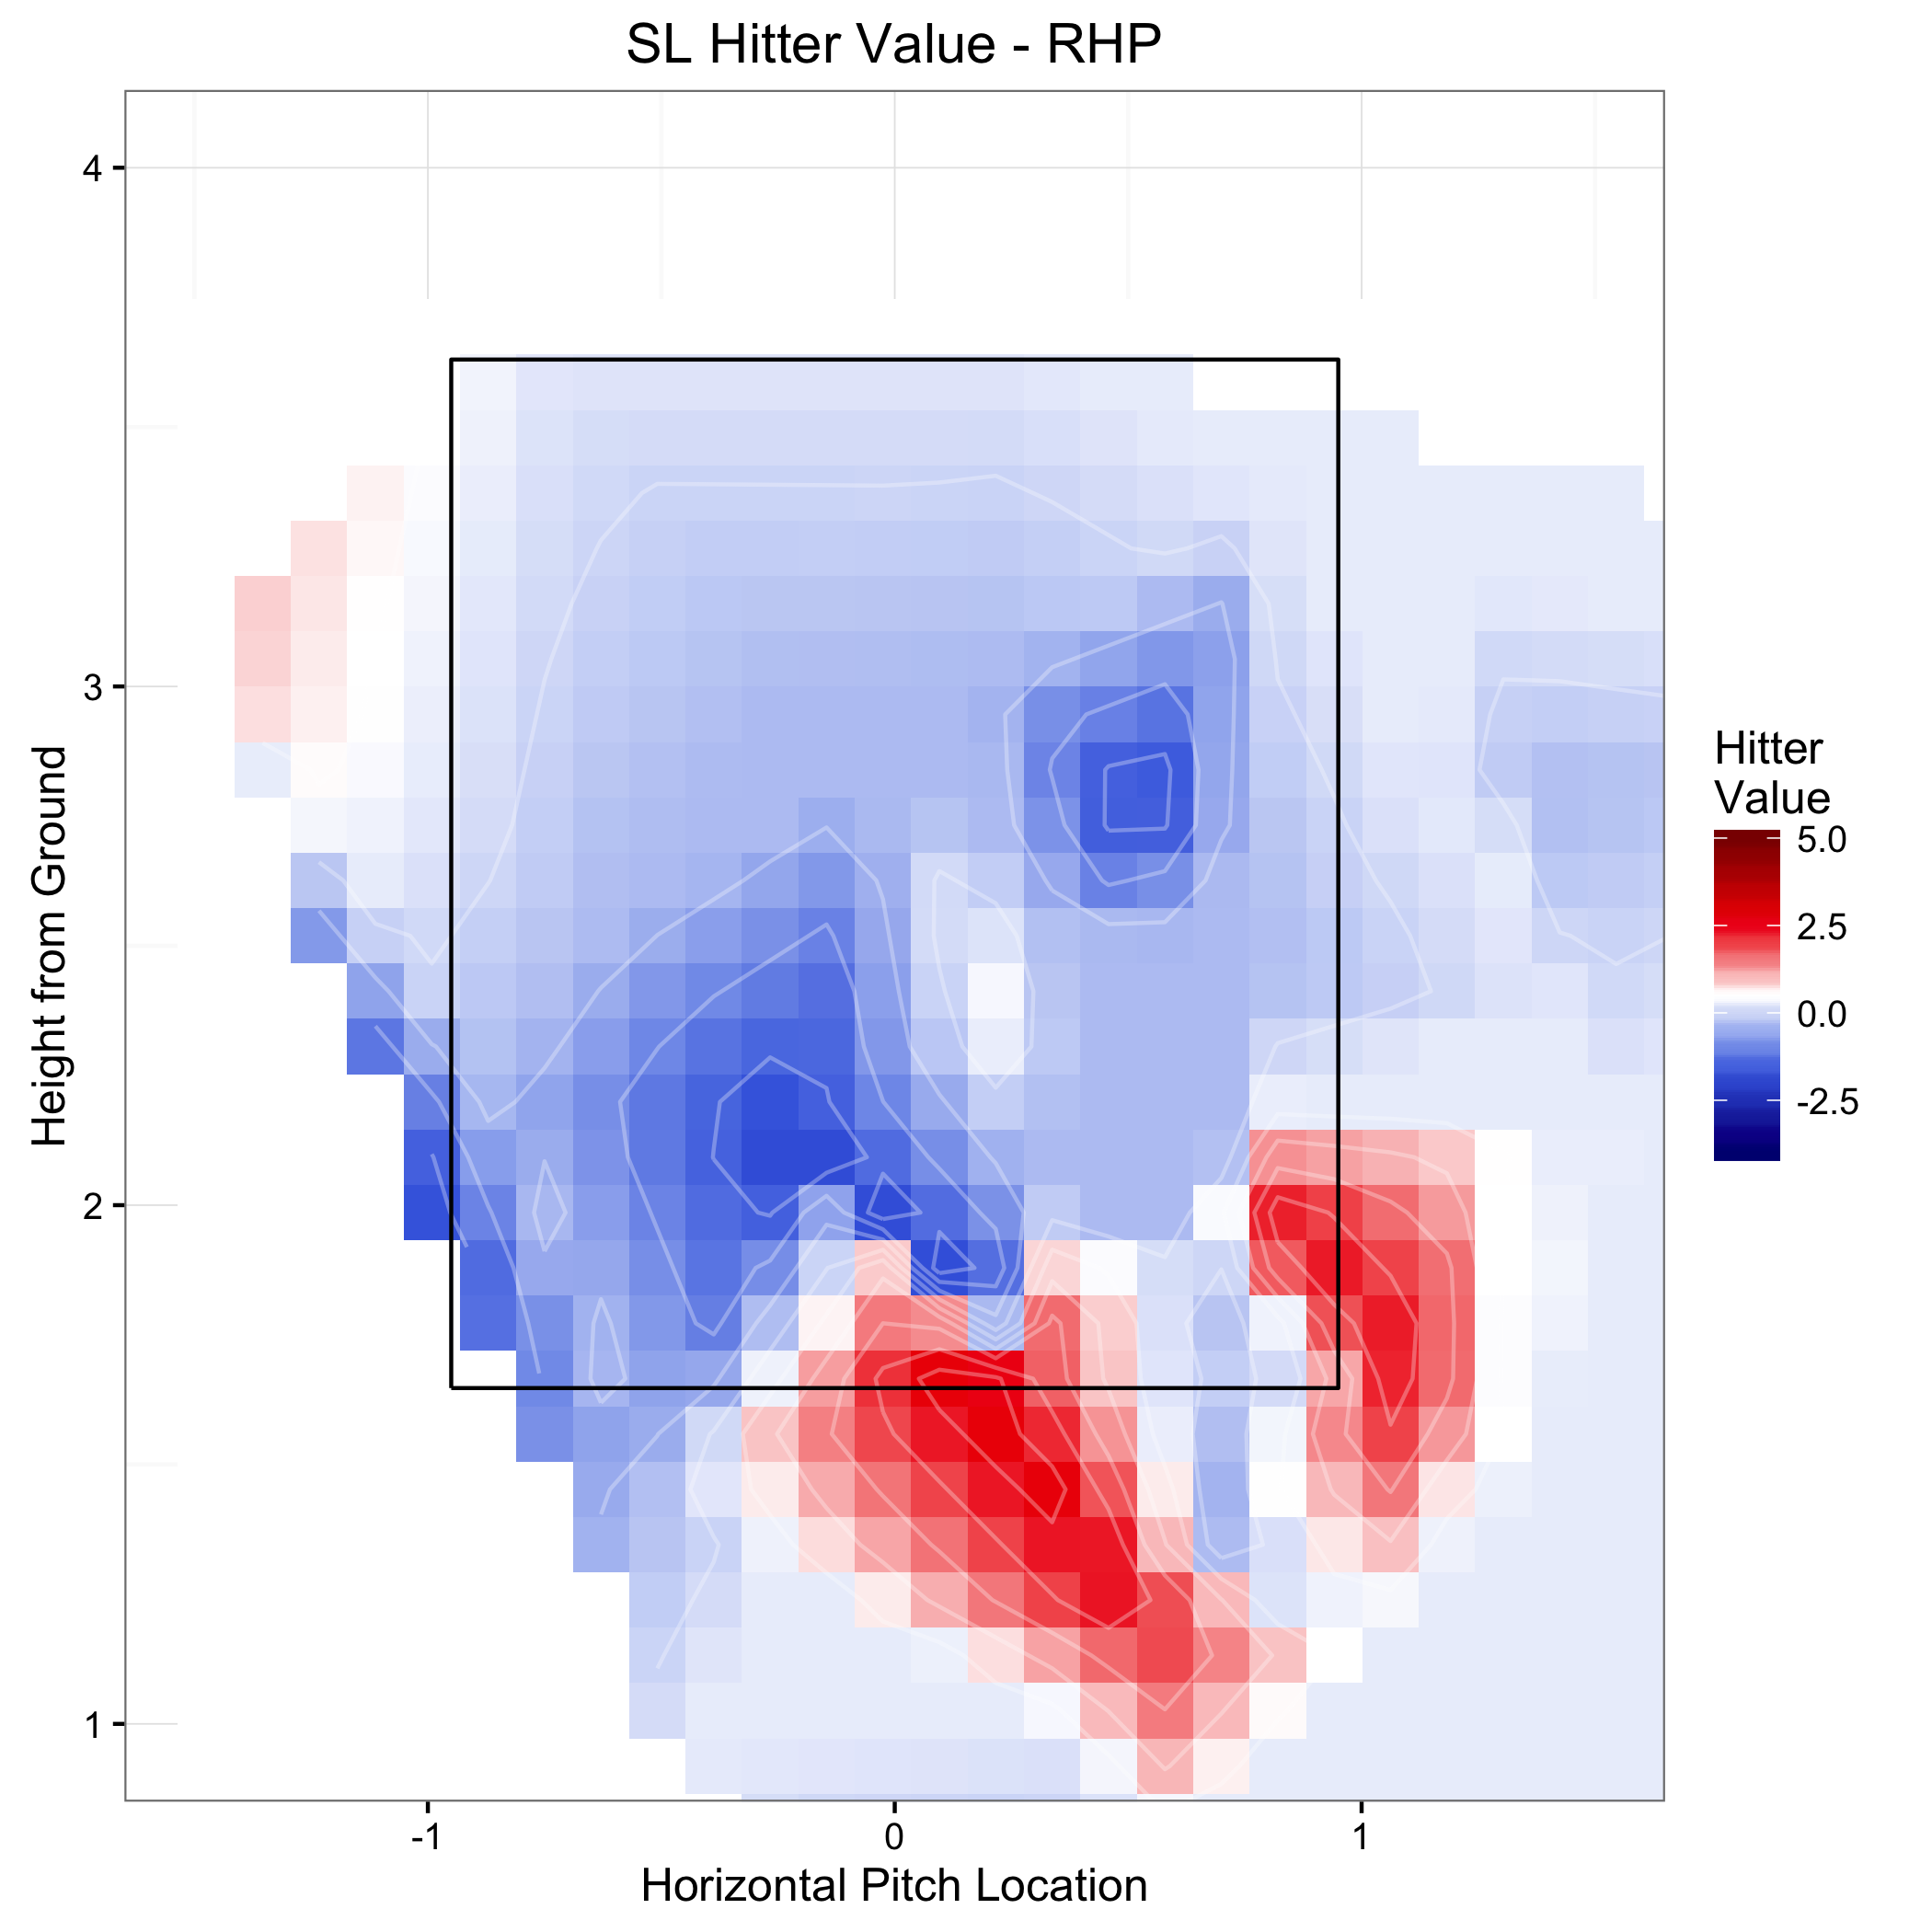 SL Hitter Value - RHP
4
3
2
1
Height from Ground
-1
0
1
Horizontal Pitch Location
Hitter
Value
5.0
2.5
0.0
-2.5